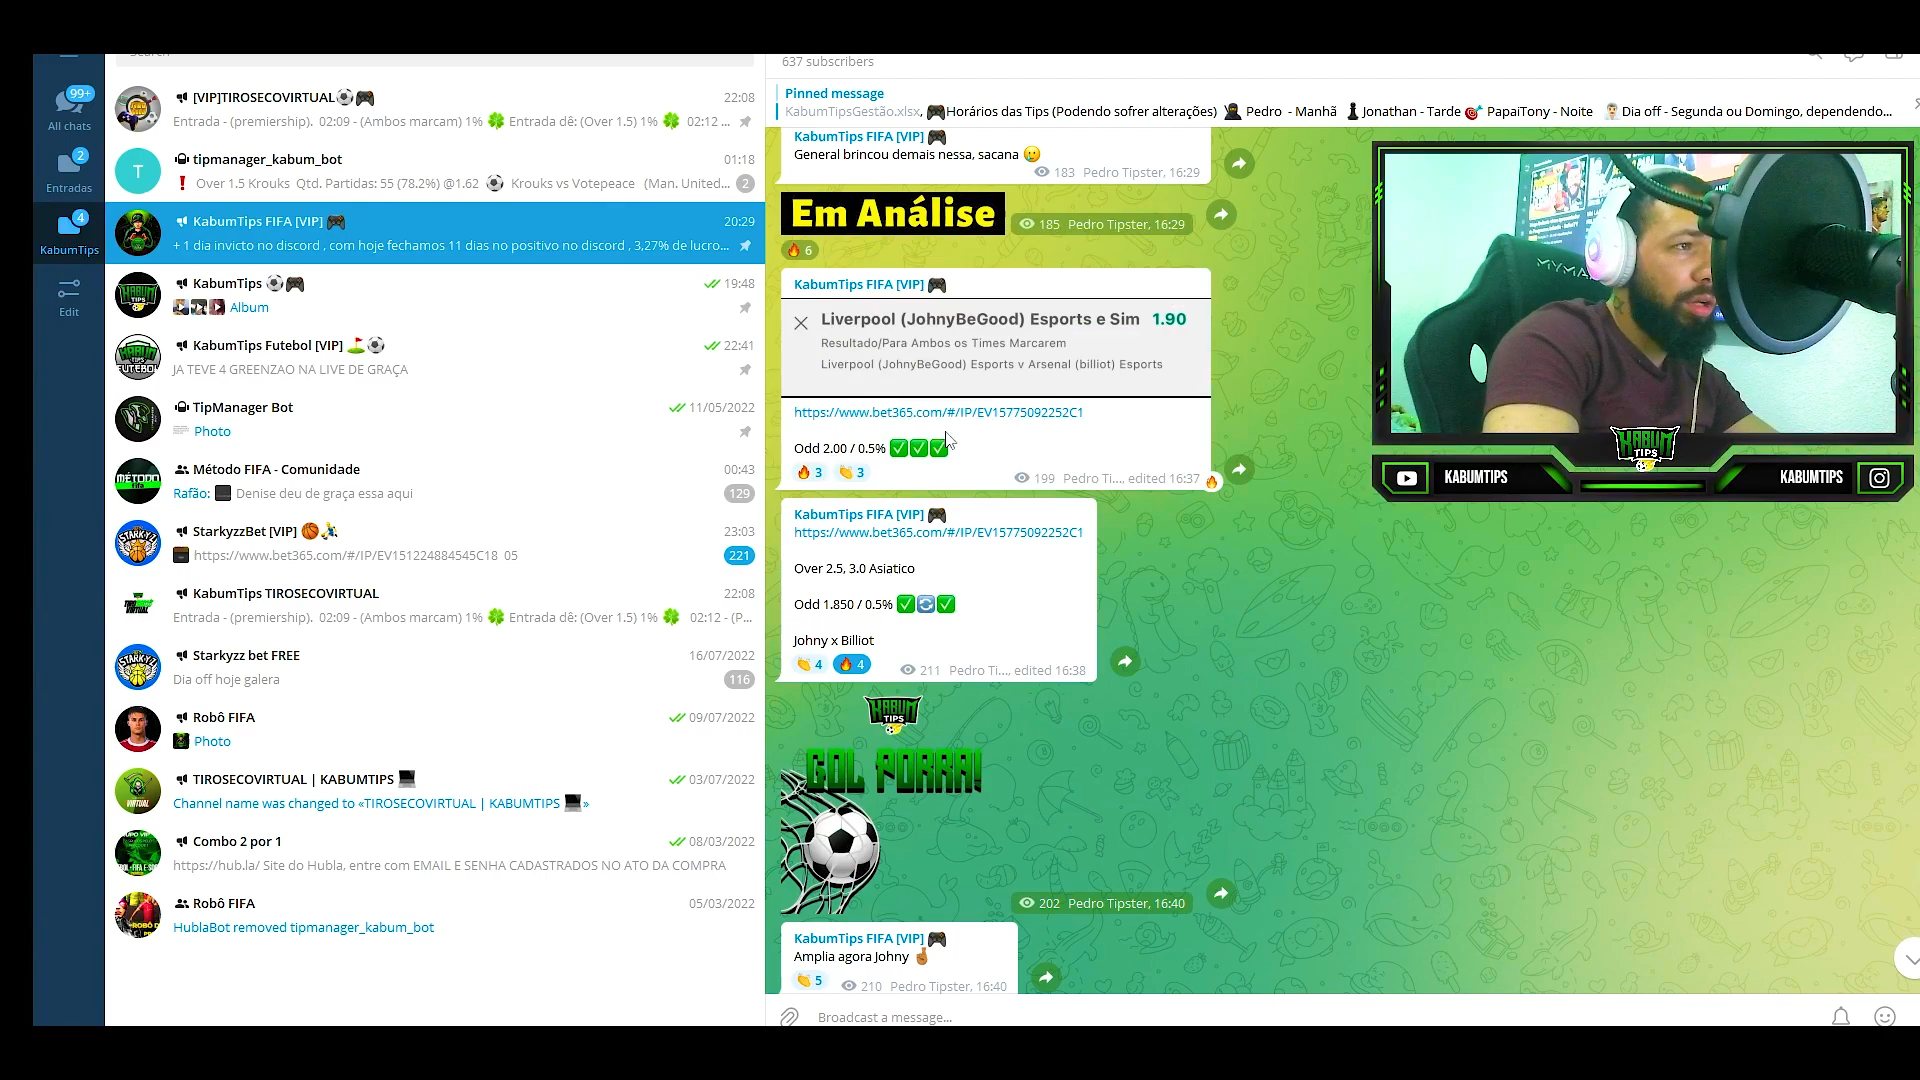 99+
All chats
2
Entradas
4
KabumTips
Edit
[VIP]TIROSECOVIRTUAL⚽🎮 22:08
Entrada - (premiership). 02:09 - (Ambos marcam) 1% 🍀 Entrada dê: (Over 1.5) 1% 🍀 02:12 ...
T
tipmanager_kabum_bot 01:18
❗ Over 1.5 Krouks Qtd. Partidas: 55 (78.2%) @1.62 ⚽ Krouks vs Votepeace (Man. United... 2
KabumTips FIFA [VIP] 🎮 20:29
+ 1 dia invicto no discord , com hoje fechamos 11 dias no positivo no discord , 3,27% de lucro...
KabumTips ⚽🎮 19:48
Album
KabumTips Futebol [VIP] ⛳⚽ 22:41
JA TEVE 4 GREENZAO NA LIVE DE GRAÇA
TipManager Bot 11/05/2022
Photo
Método FIFA - Comunidade 00:43
Rafão: Denise deu de graça essa aqui 129
StarkyzzBet [VIP] 🏀⛹ 23:03
https://www.bet365.com/#/IP/EV151224884545C18 05 221
KabumTips TIROSECOVIRTUAL 22:08
Entrada - (premiership). 02:09 - (Ambos marcam) 1% 🍀 Entrada dê: (Over 1.5) 1% 🍀 02:12 - (P...
Starkyzz bet FREE 16/07/2022
Dia off hoje galera 116
Robô FIFA 09/07/2022
Photo
TIROSECOVIRTUAL | KABUMTIPS 💻 03/07/2022
Channel name was changed to «TIROSECOVIRTUAL | KABUMTIPS 💻»
Combo 2 por 1 08/03/2022
https://hub.la/ Site do Hubla, entre com EMAIL E SENHA CADASTRADOS NO ATO DA COMPRA
Robô FIFA 05/03/2022
HublaBot removed tipmanager_kabum_bot
637 subscribers
Pinned message
KabumTipsGestão.xlsx, 🎮Horários das Tips (Podendo sofrer alterações) 🥷 Pedro - Manhã ♟Jonathan - Tarde 🎯 PapaiTony - Noite 👨🏻‍⚕️Dia off - Segunda ou Domingo, dependendo...
KabumTips FIFA [VIP] 🎮
General brincou demais nessa, sacana 🥲
183 Pedro Tipster, 16:29
Em Análise
185 Pedro Tipster, 16:29
🔥 6
KabumTips FIFA [VIP] 🎮
Liverpool (JohnyBeGood) Esports e Sim 1.90
Resultado/Para Ambos os Times Marcarem
Liverpool (JohnyBeGood) Esports v Arsenal (billiot) Esports
https://www.bet365.com/#/IP/EV15775092252C1
Odd 2.00 / 0.5% ✅✅✅
🔥 3 👏 3
199 Pedro Ti..., edited 16:37
KabumTips FIFA [VIP] 🎮
https://www.bet365.com/#/IP/EV15775092252C1
Over 2.5, 3.0 Asiatico
Odd 1.850 / 0.5% ✅🔄✅
Johny x Billiot
👏 4 🔥 4
211 Pedro Ti..., edited 16:38
KABUM
TIPS
GOL PORRA!
202 Pedro Tipster, 16:40
KabumTips FIFA [VIP] 🎮
Amplia agora Johny 🤞🏾
👏 5
210 Pedro Tipster, 16:40
Broadcast a message...
KABUM
TIPS
KABUMTIPS
KABUMTIPS